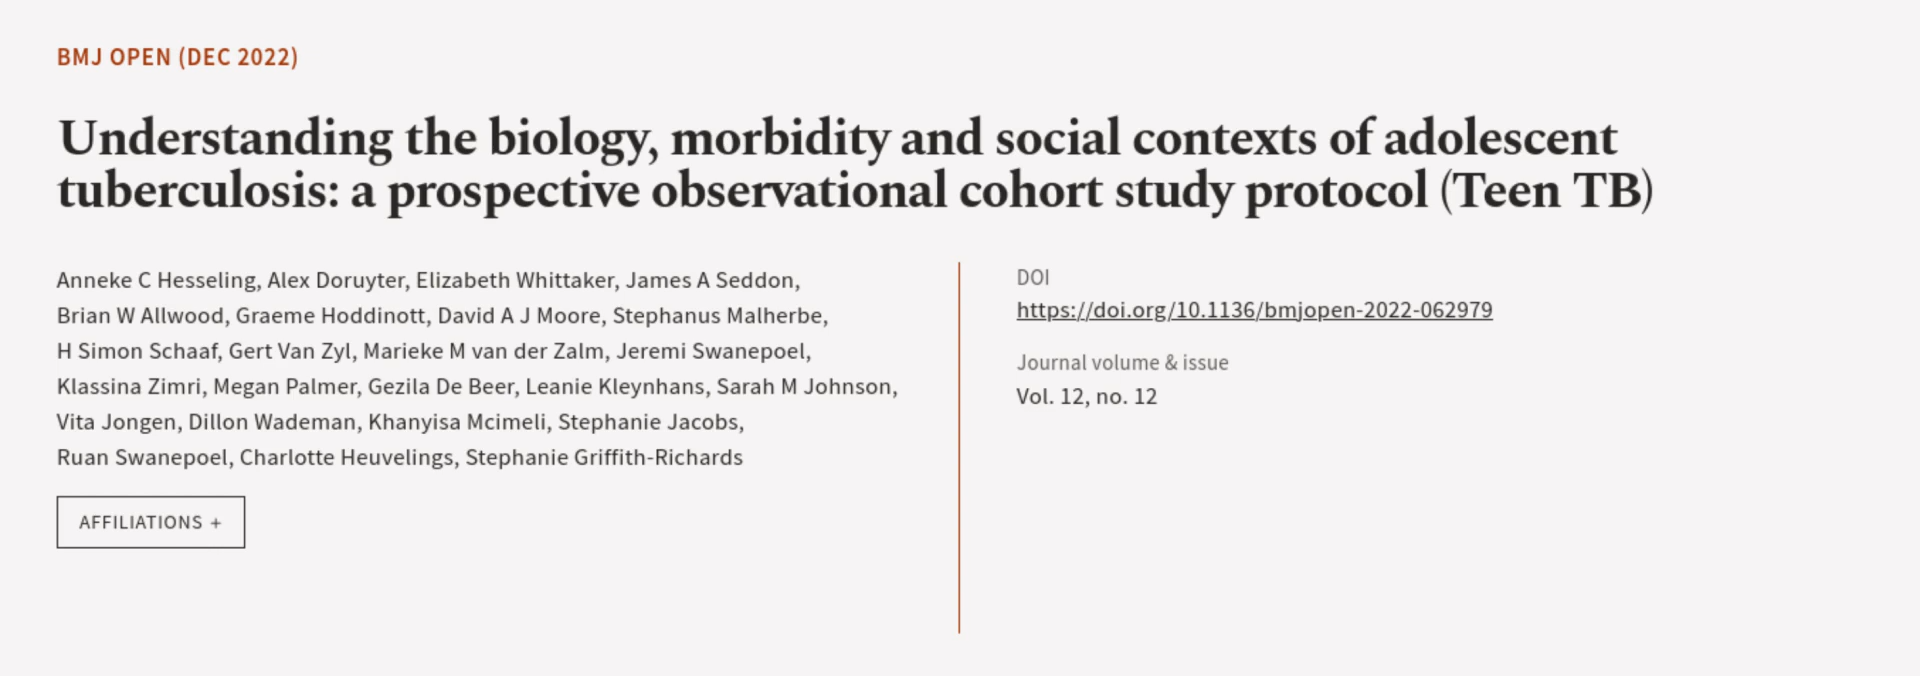 BMJ OPEN (DEC 2022)
Understanding the biology, morbidity and social contexts of adolescent
tuberculosis: a prospective observational cohort study protocol (Teen TB)
Anneke C Hesseling, Alex Doruyter, Elizabeth Whittaker, James A Seddon,
Brian W Allwood, Graeme Hoddinott, David A J Moore, Stephanus Malherbe,
H Simon Schaaf, Gert Van Zyl, Marieke M van der Zalm, Jeremi Swanepoel,
Klassina Zimri, Megan Palmer, Gezila De Beer, Leanie Kleynhans, Sarah M Johnson,
Vita Jongen, Dillon Wademan, Khanyisa Mcimeli, Stephanie Jacobs,
Ruan Swanepoel, Charlotte Heuvelings, Stephanie Griffith-Richards
AFFILIATIONS +
DOI
https://doi.org/10.1136/bmjopen-2022-062979
Journal volume & issue
Vol. 12, no. 12